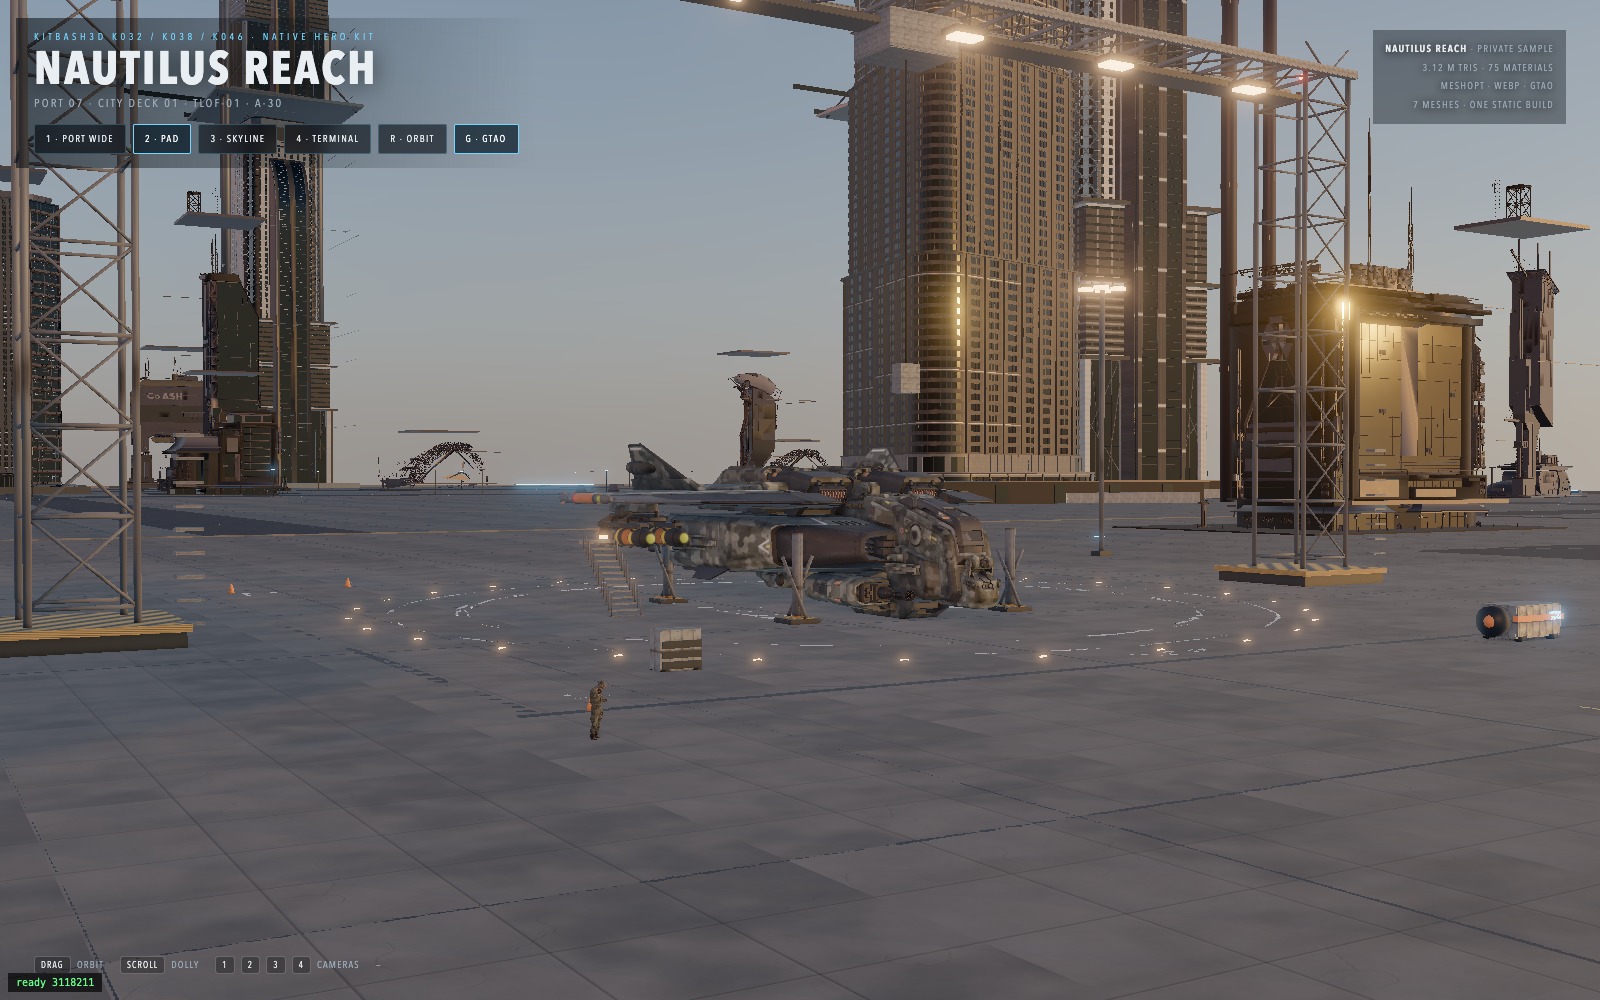 KITBASH3D K032 / K038 / K046 · NATIVE HERO KIT
NAUTILUS REACH
PORT 07 · CITY DECK 01 · TLOF-01 · A-30
1 · PORT WIDE
2 · PAD
3 · SKYLINE
4 · TERMINAL
R · ORBIT
G · GTAO
NAUTILUS REACH · PRIVATE SAMPLE
3.12 M TRIS · 75 MATERIALS
MESHOPT · WEBP · GTAO
7 MESHES · ONE STATIC BUILD
DRAG ORBIT SCROLL DOLLY 1 2 3 4 CAMERAS –
ready 3118211